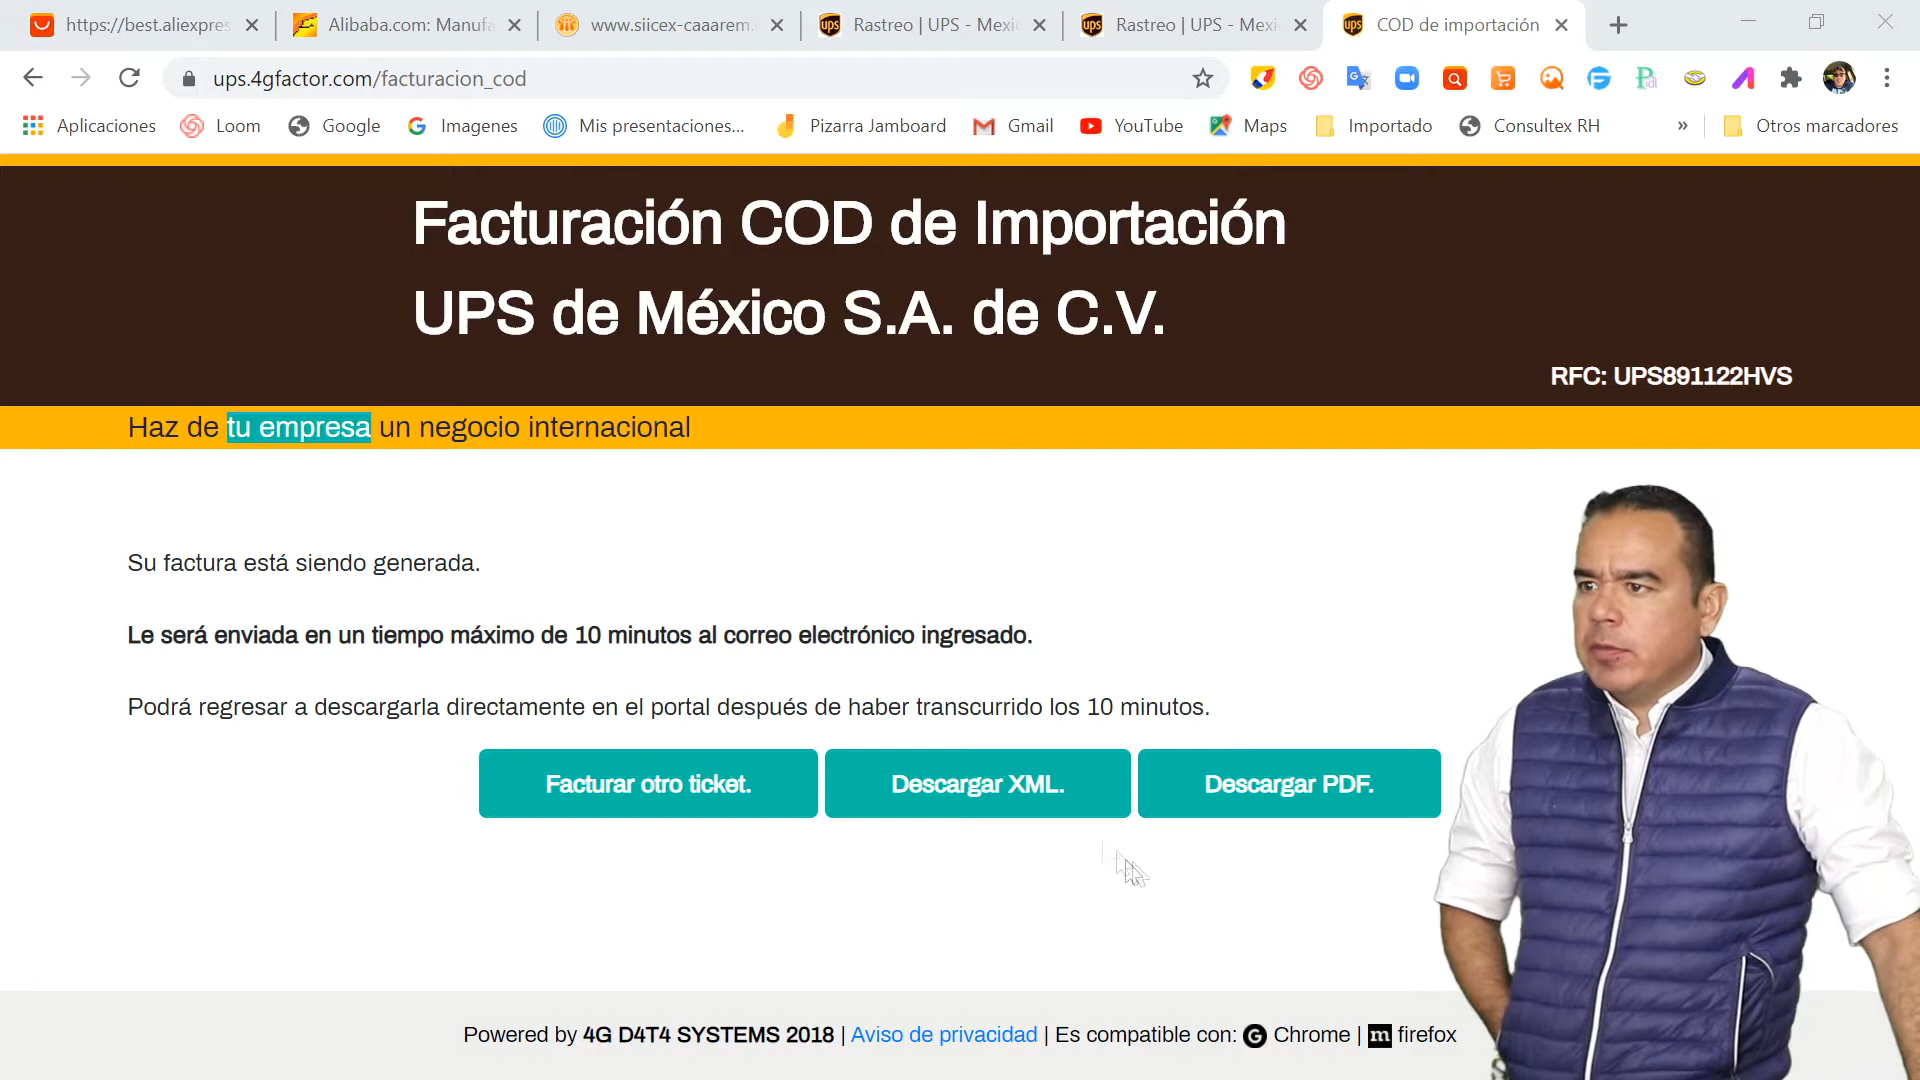 https://best.aliexpres
Alibaba.com: Manufa
www.siicex-caaarem.
ups
Rastreo | UPS - Mexi
ups
Rastreo | UPS - Mexi
ups
COD de importación
ups.4gfactor.com/facturacion_cod
Aplicaciones
Loom
Google
Imagenes
Mis presentaciones...
Pizarra Jamboard
Gmail
YouTube
Maps
Importado
Consultex RH
»
Otros marcadores
Facturación COD de Importación
UPS de México S.A. de C.V.
RFC: UPS891122HVS
Haz de tu empresa un negocio internacional
Su factura está siendo generada.
Le será enviada en un tiempo máximo de 10 minutos al correo electrónico ingresado.
Podrá regresar a descargarla directamente en el portal después de haber transcurrido los 10 minutos.
Facturar otro ticket.
Descargar XML.
Descargar PDF.
Powered by 4G D4T4 SYSTEMS 2018 | Aviso de privacidad | Es compatible con: G Chrome | m firefox